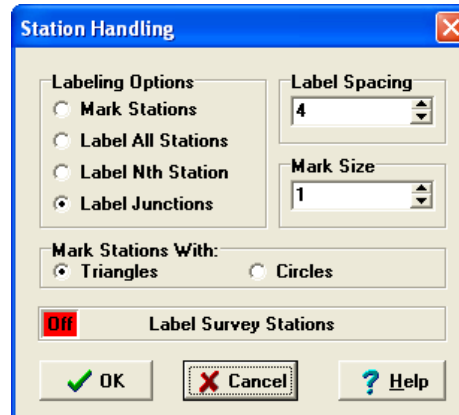 Station Handling
Labeling Options
Mark Stations
Label All Stations
Label Nth Station
Label Junctions
Label Spacing
4
Mark Size
1
Mark Stations With:
Triangles
Circles
Off
Label Survey Stations
OK
Cancel
Help